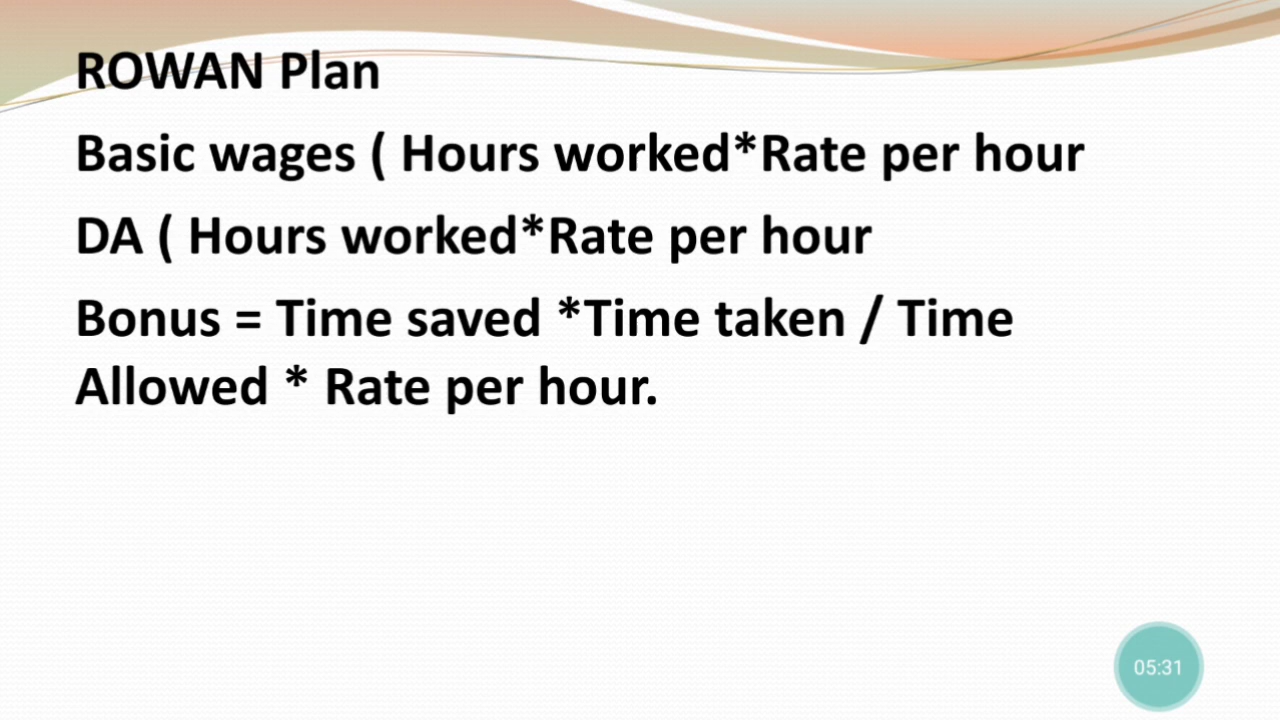 ROWAN Plan
Basic wages ( Hours worked*Rate per hour
DA ( Hours worked*Rate per hour
Bonus = Time saved *Time taken / Time
Allowed * Rate per hour.
05:31